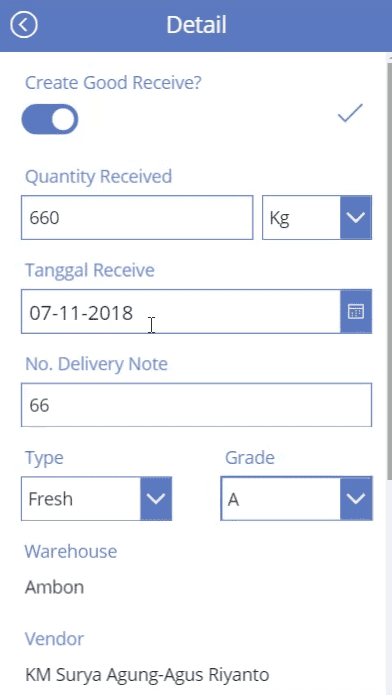 Detail
Create Good Receive?
Quantity Received
660 Kg
Tanggal Receive
07-11-2018
No. Delivery Note
66
Type Grade
Fresh A
Warehouse
Ambon
Vendor
KM Surya Agung-Agus Riyanto